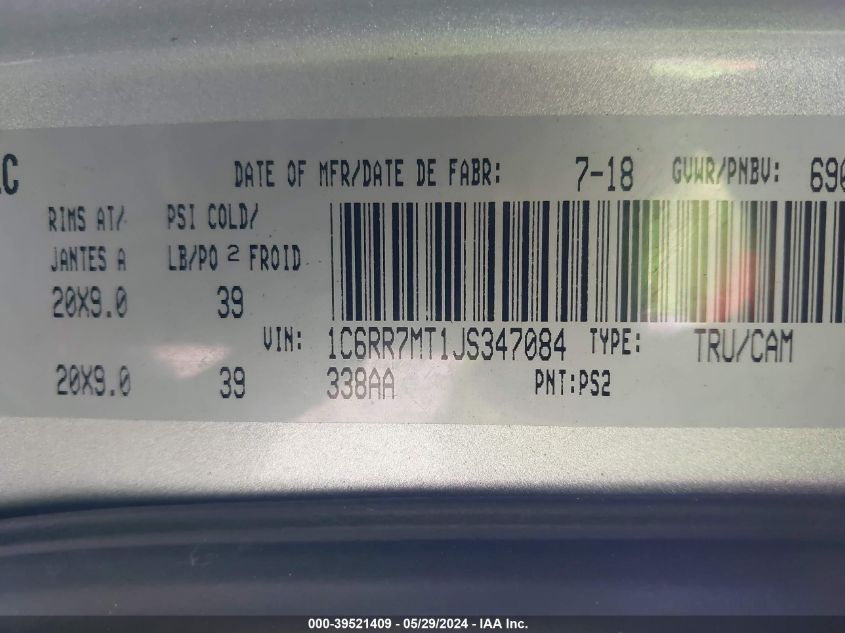 DATE OF MFR/DATE DE FABR: 7-18 GVWR/PNBV:
RIMS AT/ PSI COLD/
JANTES A LB/PO 2 FROID
20X9.0 39
VIN: 1C6RR7MT1JS347084 TYPE: TRU/CAM
20X9.0 39 338AA PNT:PS2
000-39521409 - 05/29/2024 - IAA Inc.